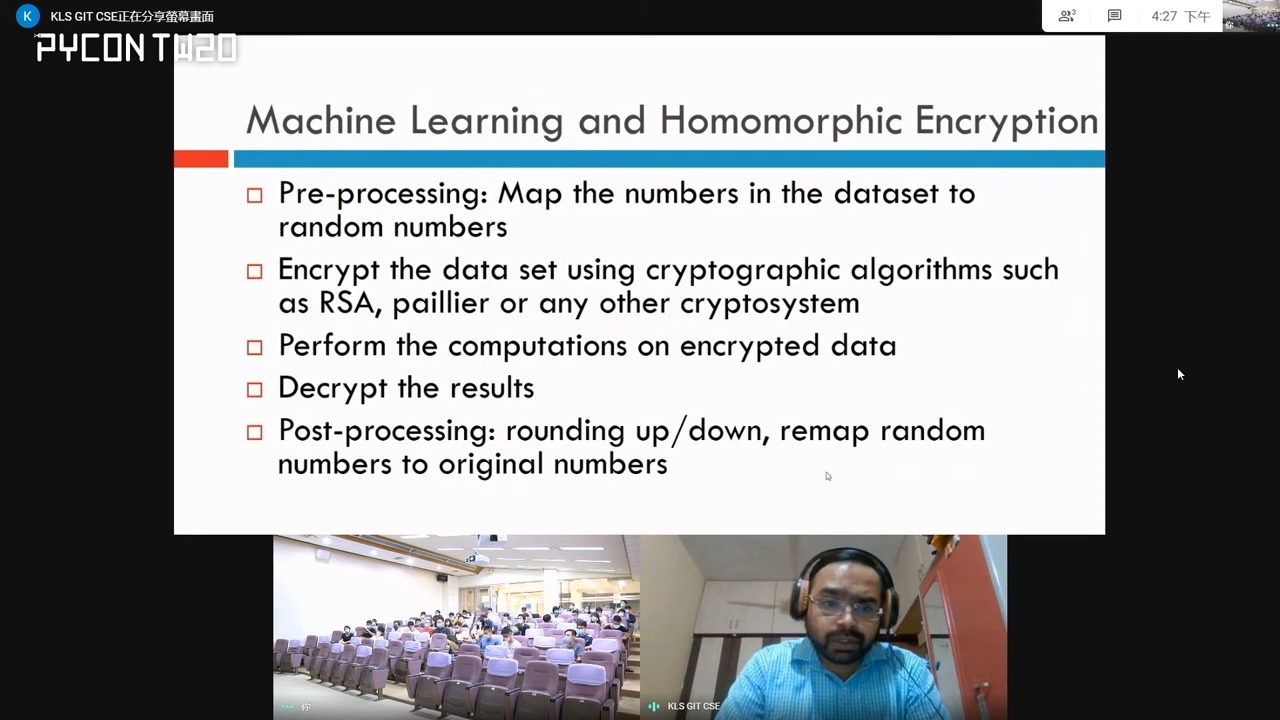 K KLS GIT CSE正在分享螢幕畫面
3
4:27 下午
你
PYCON TW20
Machine Learning and Homomorphic Encryption
Pre-processing: Map the numbers in the dataset to
random numbers
Encrypt the data set using cryptographic algorithms such
as RSA, paillier or any other cryptosystem
Perform the computations on encrypted data
Decrypt the results
Post-processing: rounding up/down, remap random
numbers to original numbers
你
KLS GIT CSE